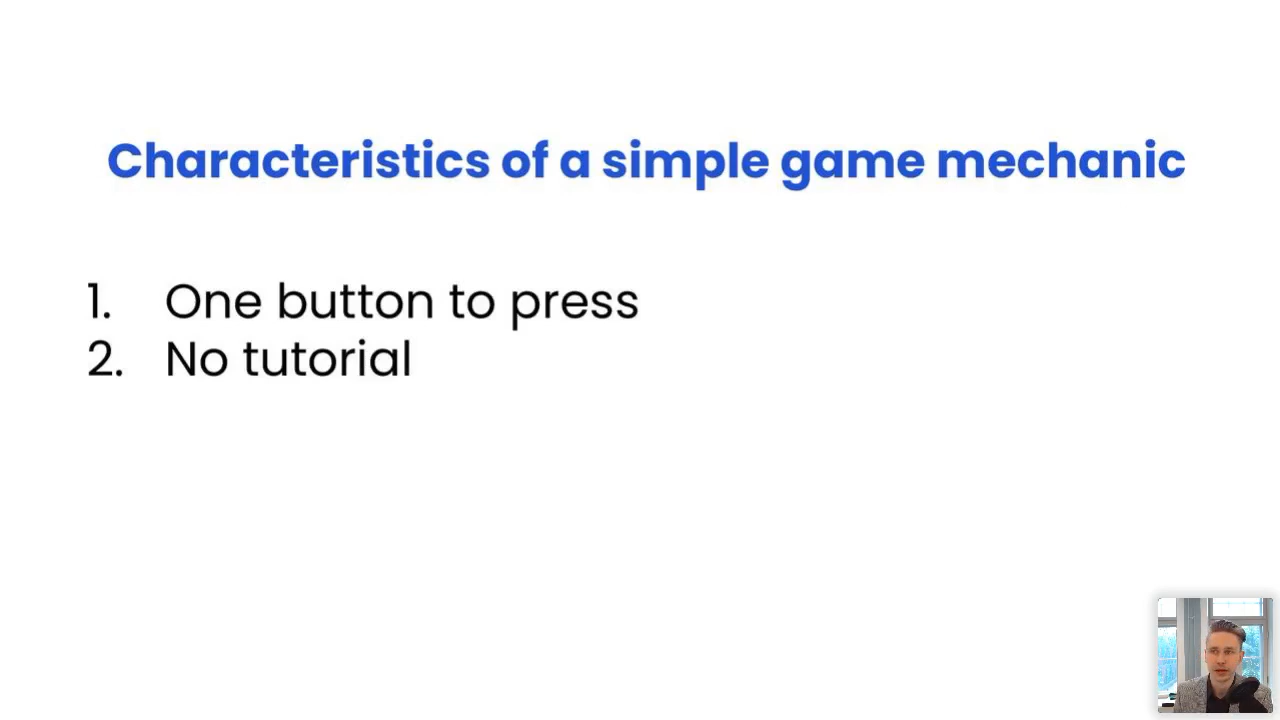 Characteristics of a simple game mechanic
1. One button to press
2. No tutorial